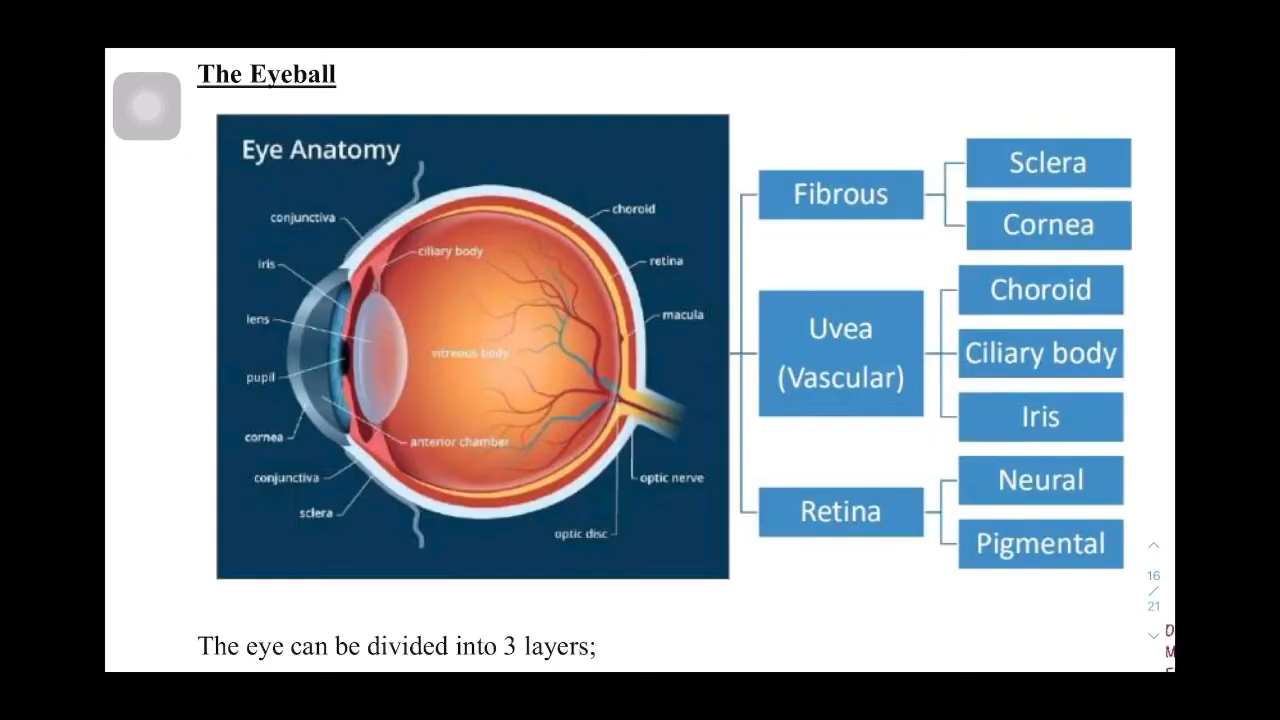 The Eyeball
Eye Anatomy
conjunctiva
iris
lens
pupil
cornea
conjunctiva
sclera
ciliary body
vitreous body
anterior chamber
choroid
retina
macula
optic nerve
optic disc
Fibrous
Sclera
Cornea
Uvea
(Vascular)
Choroid
Ciliary body
Iris
Retina
Neural
Pigmental
16
/
21
The eye can be divided into 3 layers;
D
M